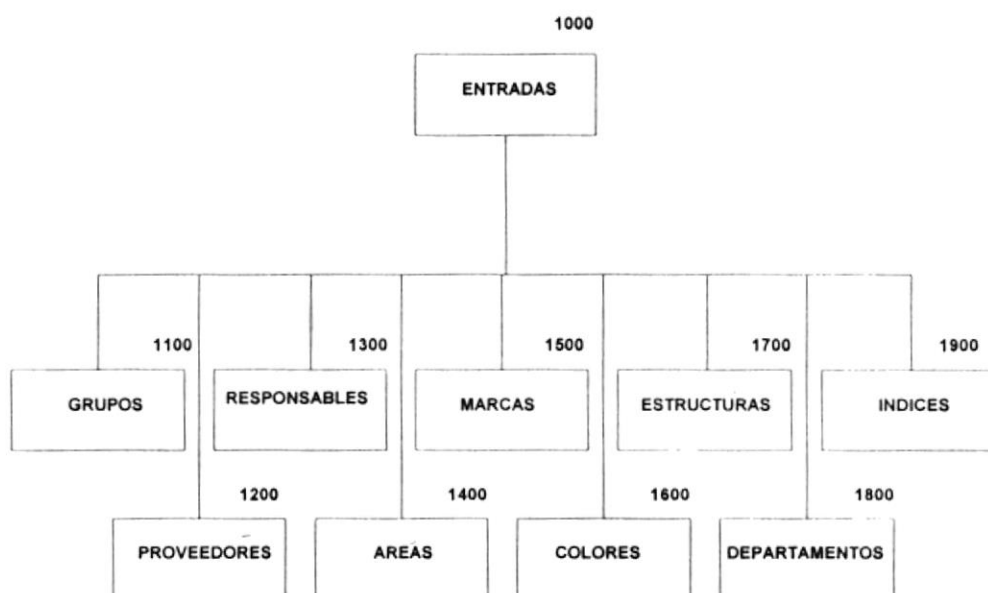 1000
ENTRADAS
1100
GRUPOS
1300
RESPONSABLES
1500
MARCAS
1700
ESTRUCTURAS
1900
INDICES
1200
PROVEEDORES
1400
AREAS
1600
COLORES
1800
DEPARTAMENTOS